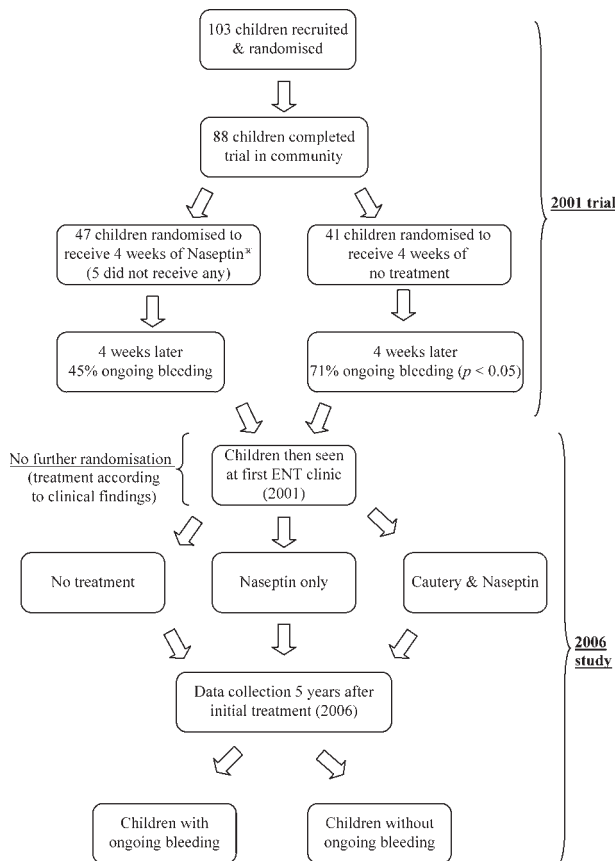 103 children recruited
& randomised
88 children completed
trial in community
2001 trial
47 children randomised to
receive 4 weeks of Naseptin*
(5 did not receive any)
41 children randomised to
receive 4 weeks of
no treatment
4 weeks later
45% ongoing bleeding
4 weeks later
71% ongoing bleeding (p < 0.05)
No further randomisation
(treatment according
to clinical findings)
Children then seen
at first ENT clinic
(2001)
No treatment
Naseptin only
Cautery & Naseptin
2006
study
Data collection 5 years after
initial treatment (2006)
Children with
ongoing bleeding
Children without
ongoing bleeding